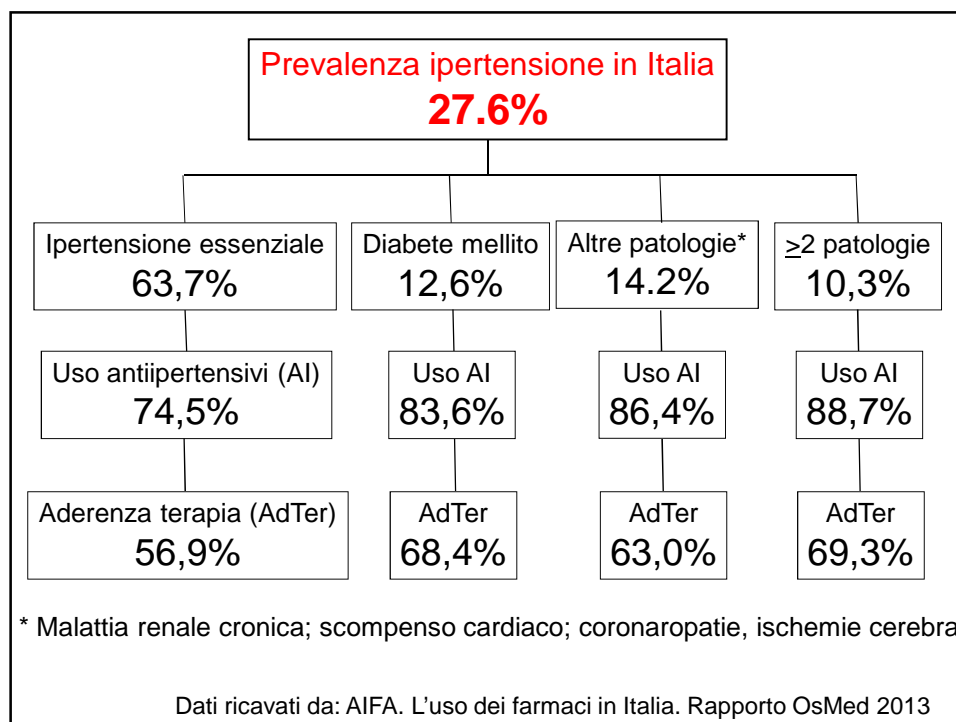 Prevalenza ipertensione in Italia
27.6%
Ipertensione essenziale
63,7%
Diabete mellito
12,6%
Altre patologie*
14.2%
>2 patologie
10,3%
Uso antiipertensivi (AI)
74,5%
Uso AI
83,6%
Uso AI
86,4%
Uso AI
88,7%
Aderenza terapia (AdTer)
56,9%
AdTer
68,4%
AdTer
63,0%
AdTer
69,3%
* Malattia renale cronica; scompenso cardiaco; coronaropatie, ischemie cerebra
Dati ricavati da: AIFA. L'uso dei farmaci in Italia. Rapporto OsMed 2013